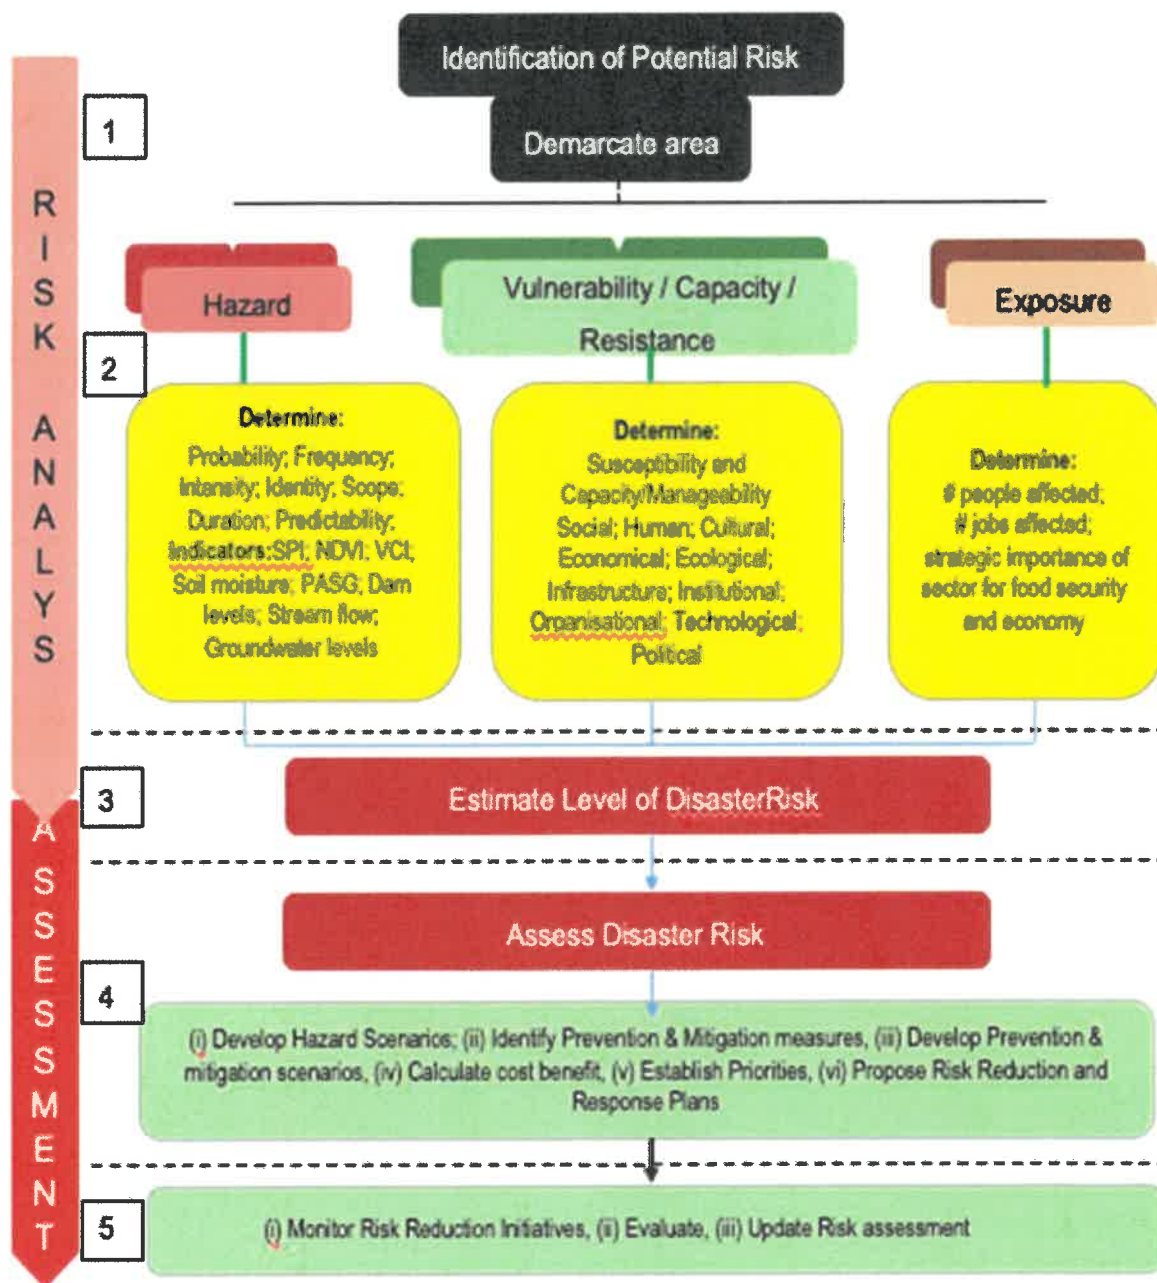 Identification of Potential Risk
Demarcate area
1
RISK ANALYSIS
Hazard
Vulnerability / Capacity /
Resistance
Exposure
2
Determine:
Probability; Frequency;
Intensity; Identity; Scope;
Duration; Predictability;
Indicators:SPI; NDVI; VCI;
Soil moisture; PASG; Dam
levels; Stream flow;
Groundwater levels
Determine:
Susceptibility and
Capacity/Manageability
Social; Human; Cultural;
Economical; Ecological;
Infrastructure; Institutional;
Organisational; Technological;
Political
Determine:
# people affected;
# jobs affected;
strategic importance of
sector for food security
and economy
3
Estimate Level of DisasterRisk
ASSESSMENT
Assess Disaster Risk
4
(i) Develop Hazard Scenarios; (ii) Identify Prevention & Mitigation measures, (iii) Develop Prevention &
mitigation scenarios, (iv) Calculate cost benefit, (v) Establish Priorities, (vi) Propose Risk Reduction and
Response Plans
5
(i) Monitor Risk Reduction Initiatives, (ii) Evaluate, (iii) Update Risk assessment